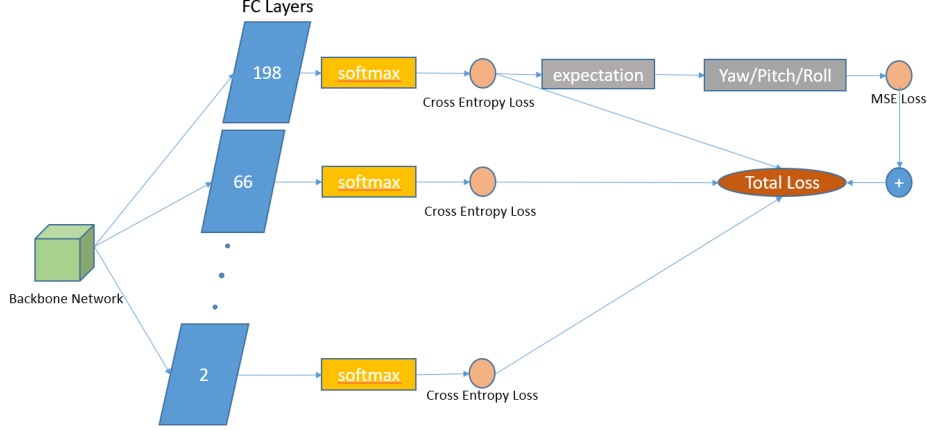 FC Layers
198
softmax
Cross Entropy Loss
expectation
Yaw/Pitch/Roll
MSE Loss
66
softmax
Cross Entropy Loss
Total Loss
+
Backbone Network
2
softmax
Cross Entropy Loss